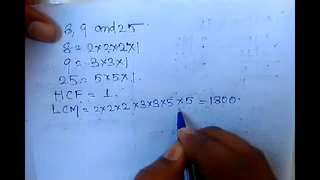 8, 9 and 25.
8=2×2×2×1
9=3×3×1
25=5×5×1
HCF=1.
LCM=2×2×2×3×3×5×5=1800.